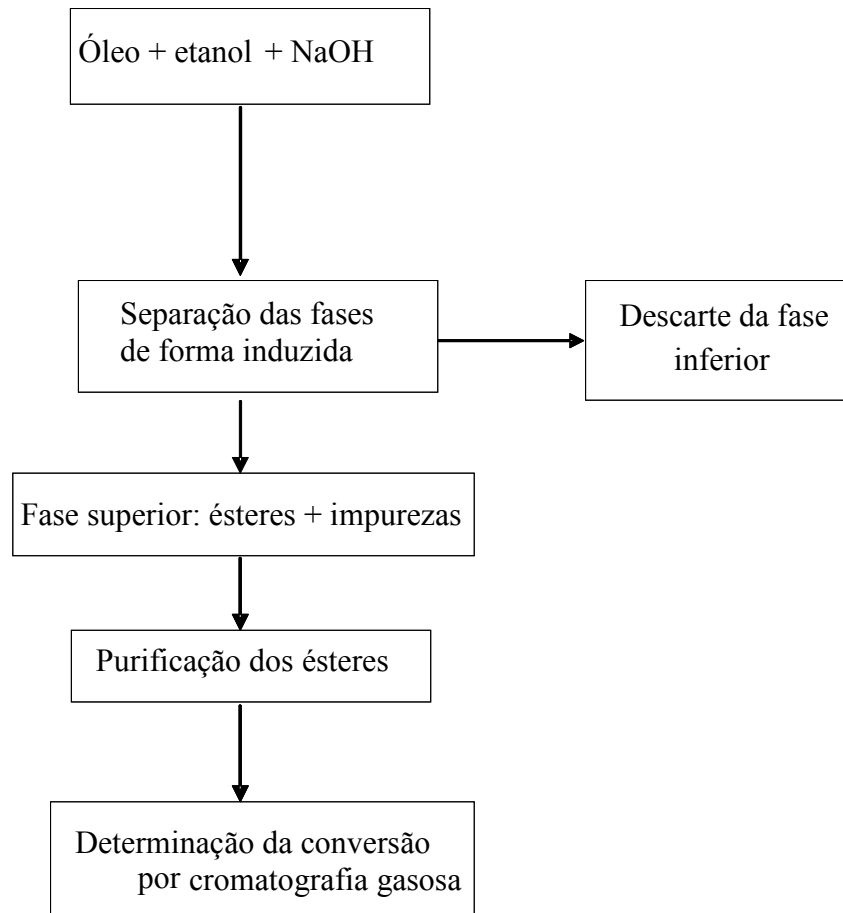 Óleo + etanol + NaOH
Separação das fases
de forma induzida
Descarte da fase
inferior
Fase superior: ésteres + impurezas
Purificação dos ésteres
Determinação da conversão
por cromatografia gasosa